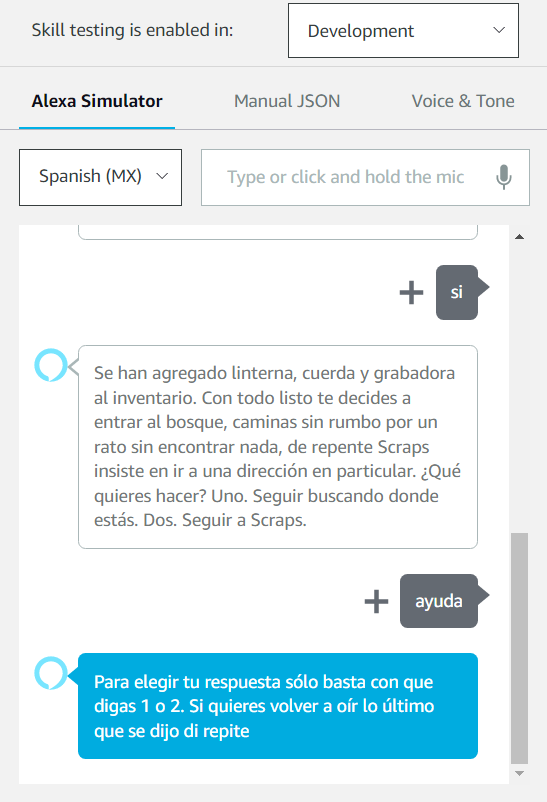 Skill testing is enabled in:
Development
Alexa Simulator
Manual JSON
Voice & Tone
Spanish (MX)
Type or click and hold the mic
si
Se han agregado linterna, cuerda y grabadora
al inventario. Con todo listo te decides a
entrar al bosque, caminas sin rumbo por un
rato sin encontrar nada, de repente Scraps
insiste en ir a una dirección en particular. ¿Qué
quieres hacer? Uno. Seguir buscando donde
estás. Dos. Seguir a Scraps.
ayuda
Para elegir tu respuesta sólo basta con que
digas 1 o 2. Si quieres volver a oír lo último
que se dijo di repite